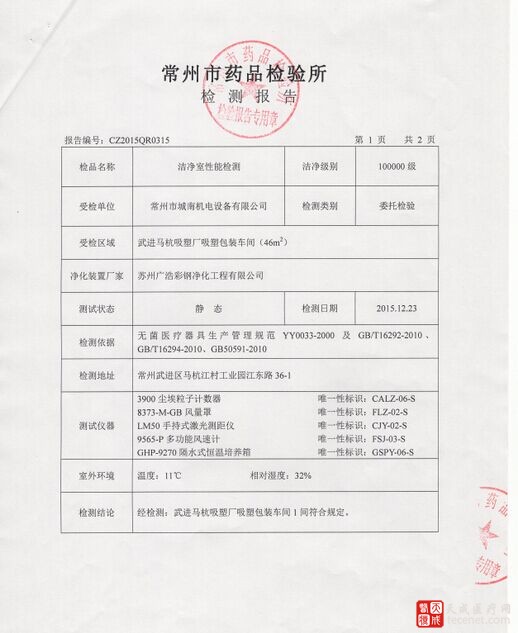 常州市药品检验所
检测报告
检验报告专用章
报告编号：CZ2015QR0315 第 1 页 共 2 页
检品名称 洁净室性能检测 洁净级别 100000 级
受检单位 常州市城南机电设备有限公司 检测类别 委托检验
受检区域 武进马杭吸塑厂吸塑包装车间（46m²）
净化装置厂家 苏州广浩彩钢净化工程有限公司
测试状态 静 态 检测日期 2015.12.23
检测依据 无菌医疗器具生产管理规范 YY0033-2000 及 GB/T16292-2010、
GB/T16294-2010、GB50591-2010
检测地址 常州武进区马杭江村工业园江东路 36-1
测试仪器 3900 尘埃粒子计数器 唯一性标识：CALZ-06-S
8373-M-GB 风量罩 唯一性标识：FLZ-02-S
LM50 手持式激光测距仪 唯一性标识：CJY-02-S
9565-P 多功能风速计 唯一性标识：FSJ-03-S
GHP-9270 隔水式恒温培养箱 唯一性标识：GSPY-06-S
室外环境 温度：11℃ 相对湿度：32%
检测结论 经检测：武进马杭吸塑厂吸塑包装车间 1 间符合规定。
天成医疗网
tecenet.com